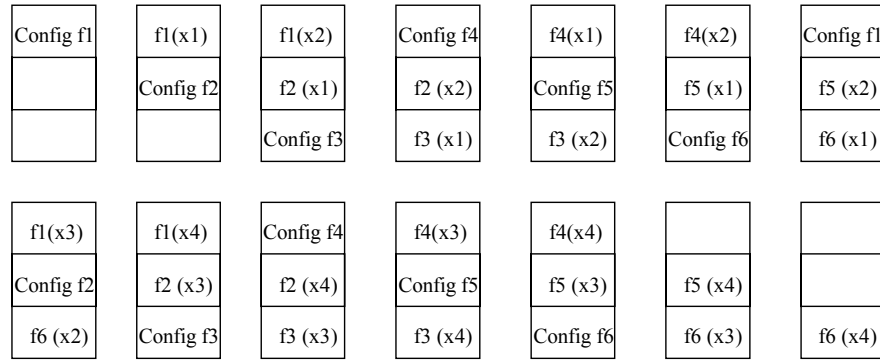 Config f1 f1(x1) f1(x2) Config f4 f4(x1) f4(x2) Config f1
Config f2 f2 (x1) f2 (x2) Config f5 f5 (x1) f5 (x2)
Config f3 f3 (x1) f3 (x2) Config f6 f6 (x1)
f1(x3) f1(x4) Config f4 f4(x3) f4(x4)
Config f2 f2 (x3) f2 (x4) Config f5 f5 (x3) f5 (x4)
f6 (x2) Config f3 f3 (x3) f3 (x4) Config f6 f6 (x3) f6 (x4)